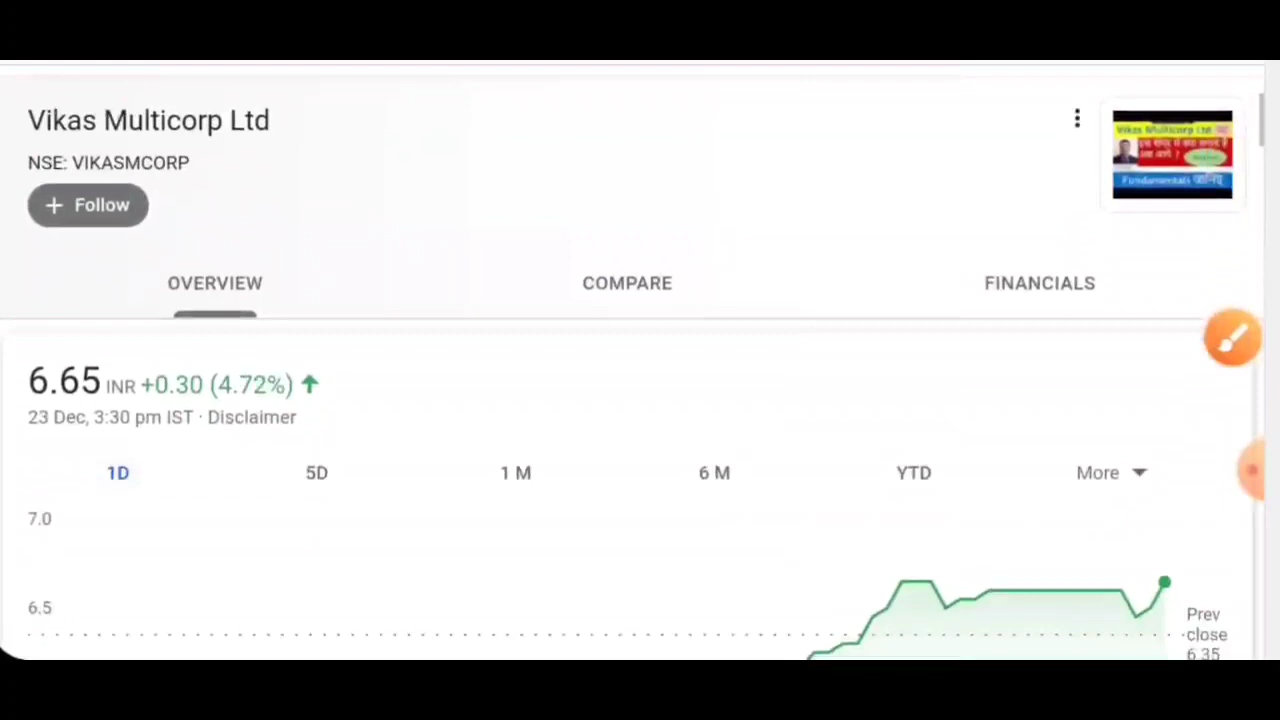 Vikas Multicorp Ltd
NSE: VIKASMCORP
+ Follow
Vikas Multicorp Ltd
Fundamentals जानिए
OVERVIEW COMPARE FINANCIALS
6.65 INR +0.30 (4.72%) ↑
23 Dec, 3:30 pm IST · Disclaimer
1D 5D 1 M 6 M YTD More
7.0
6.5
Prev
close
6.35